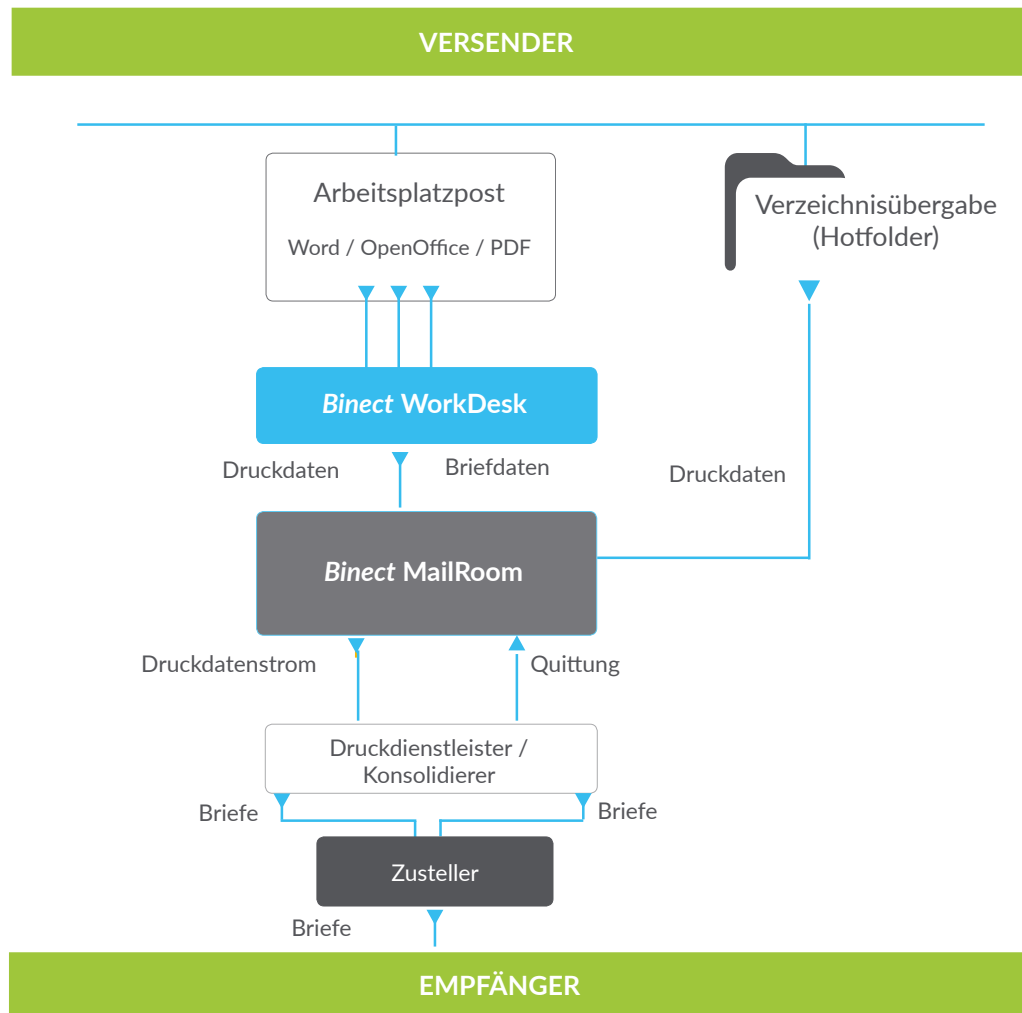 VERSENDER
Arbeitsplatzpost
Word / OpenOffice / PDF
Verzeichnisübergabe
(Hotfolder)
Binect WorkDesk
Druckdaten
Briefdaten
Druckdaten
Binect MailRoom
Druckdatenstrom
Quittung
Druckdienstleister /
Konsolidierer
Briefe
Briefe
Zusteller
Briefe
EMPFÄNGER